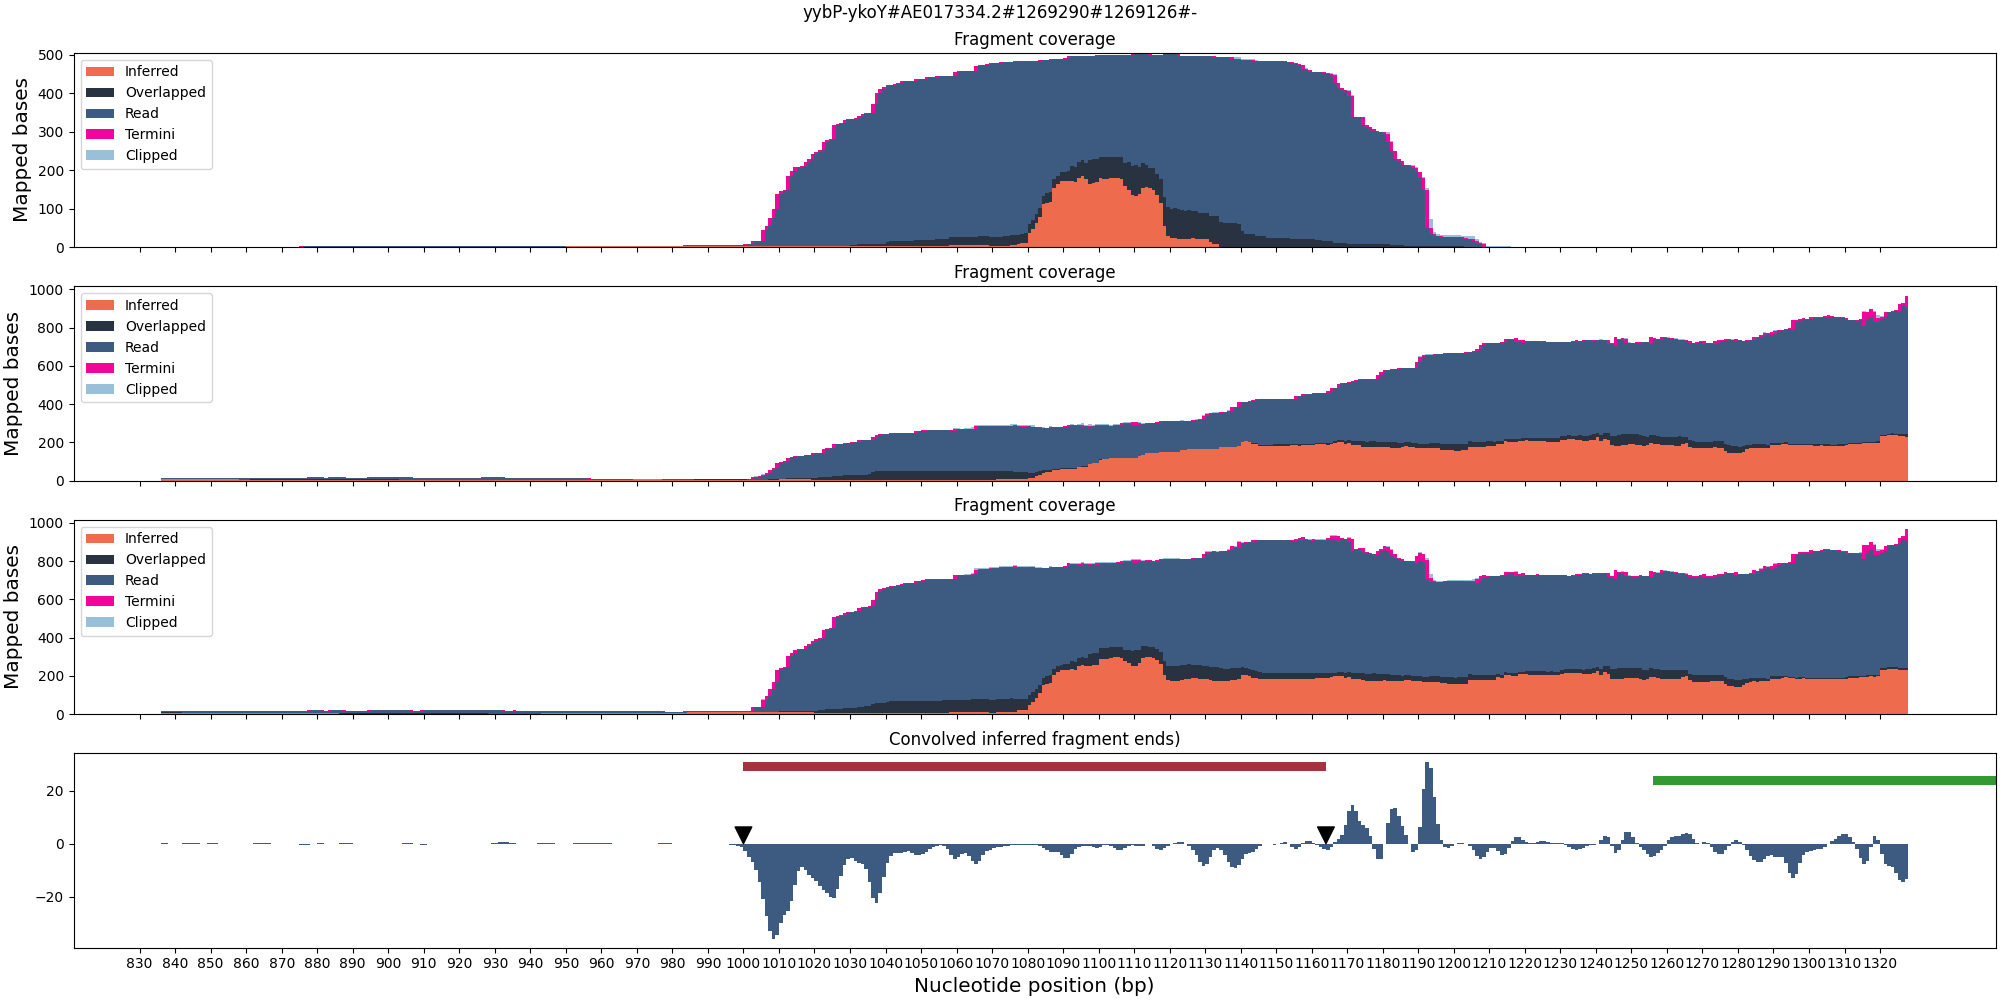 yybP-ykoY#AE017334.2#1269290#1269126#-
Fragment coverage
Mapped bases
500
400
300
200
100
0
Inferred
Overlapped
Read
Termini
Clipped
Fragment coverage
Mapped bases
1000
800
600
400
200
0
Inferred
Overlapped
Read
Termini
Clipped
Fragment coverage
Mapped bases
1000
800
600
400
200
0
Inferred
Overlapped
Read
Termini
Clipped
Convolved inferred fragment ends)
20
0
−20
830 840 850 860 870 880 890 900 910 920 930 940 950 960 970 980 990 1000 1010 1020 1030 1040 1050 1060 1070 1080 1090 1100 1110 1120 1130 1140 1150 1160 1170 1180 1190 1200 1210 1220 1230 1240 1250 1260 1270 1280 1290 1300 1310 1320
Nucleotide position (bp)